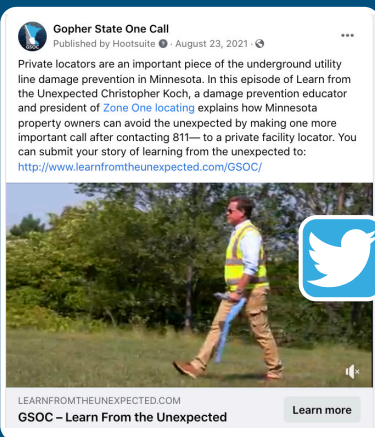 Gopher State One Call
Published by Hootsuite · August 23, 2021 ·
GSOC
Private locators are an important piece of the underground utility
line damage prevention in Minnesota. In this episode of Learn from
the Unexpected Christopher Koch, a damage prevention educator
and president of Zone One locating explains how Minnesota
property owners can avoid the unexpected by making one more
important call after contacting 811— to a private facility locator. You
can submit your story of learning from the unexpected to:
http://www.learnfromtheunexpected.com/GSOC/
LEARNFROMTHEUNEXPECTED.COM
GSOC – Learn From the Unexpected
Learn more